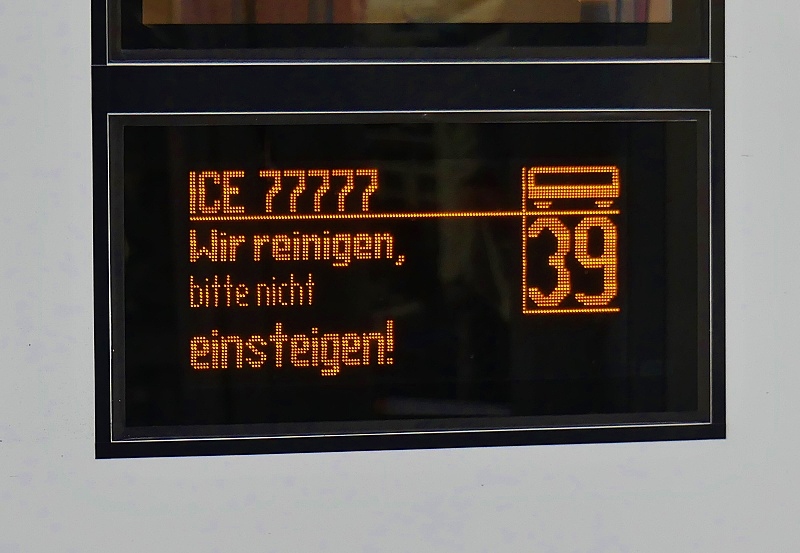 ICE 77777
39
Wir reinigen,
bitte nicht
einsteigen!